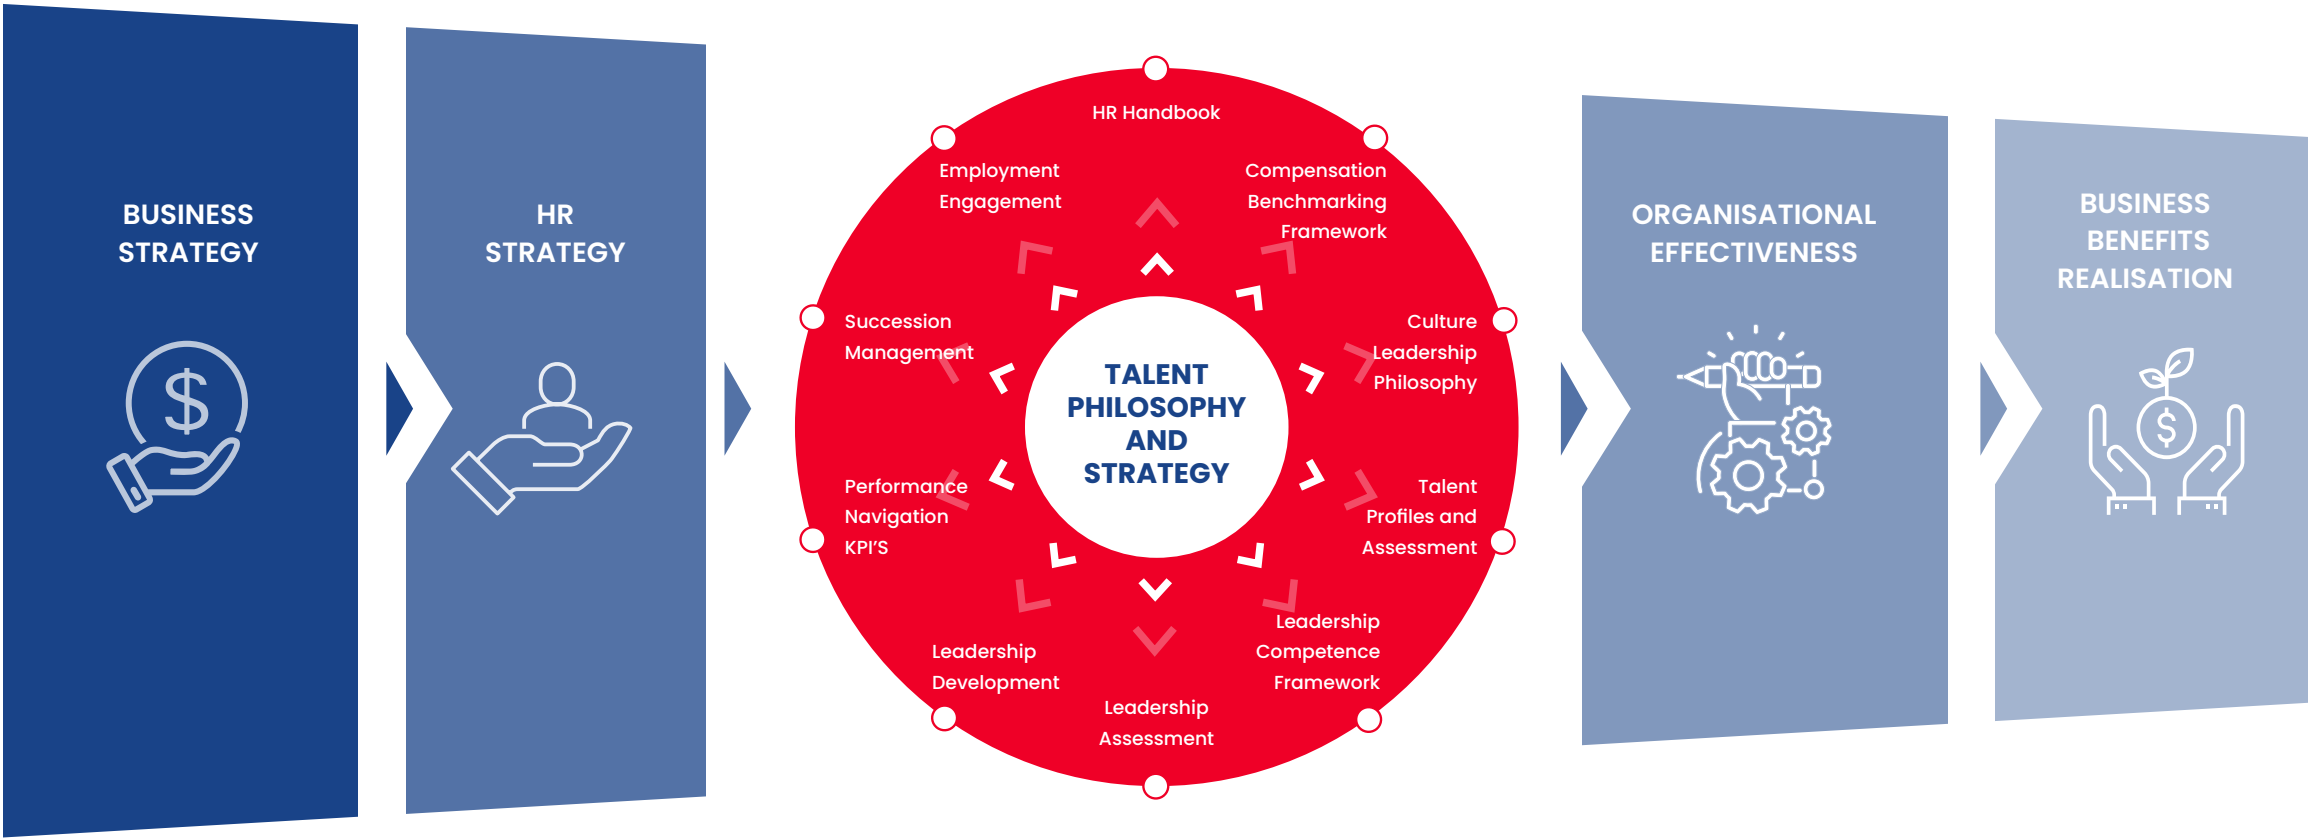 BUSINESS
STRATEGY
$
HR
STRATEGY
HR Handbook
Employment
Engagement
Compensation
Benchmarking
Framework
Succession
Management
Culture
Leadership
Philosophy
TALENT
PHILOSOPHY
AND
STRATEGY
Performance
Navigation
KPI'S
Talent
Profiles and
Assessment
Leadership
Development
Leadership
Competence
Framework
Leadership
Assessment
ORGANISATIONAL
EFFECTIVENESS
BUSINESS
BENEFITS
REALISATION
$